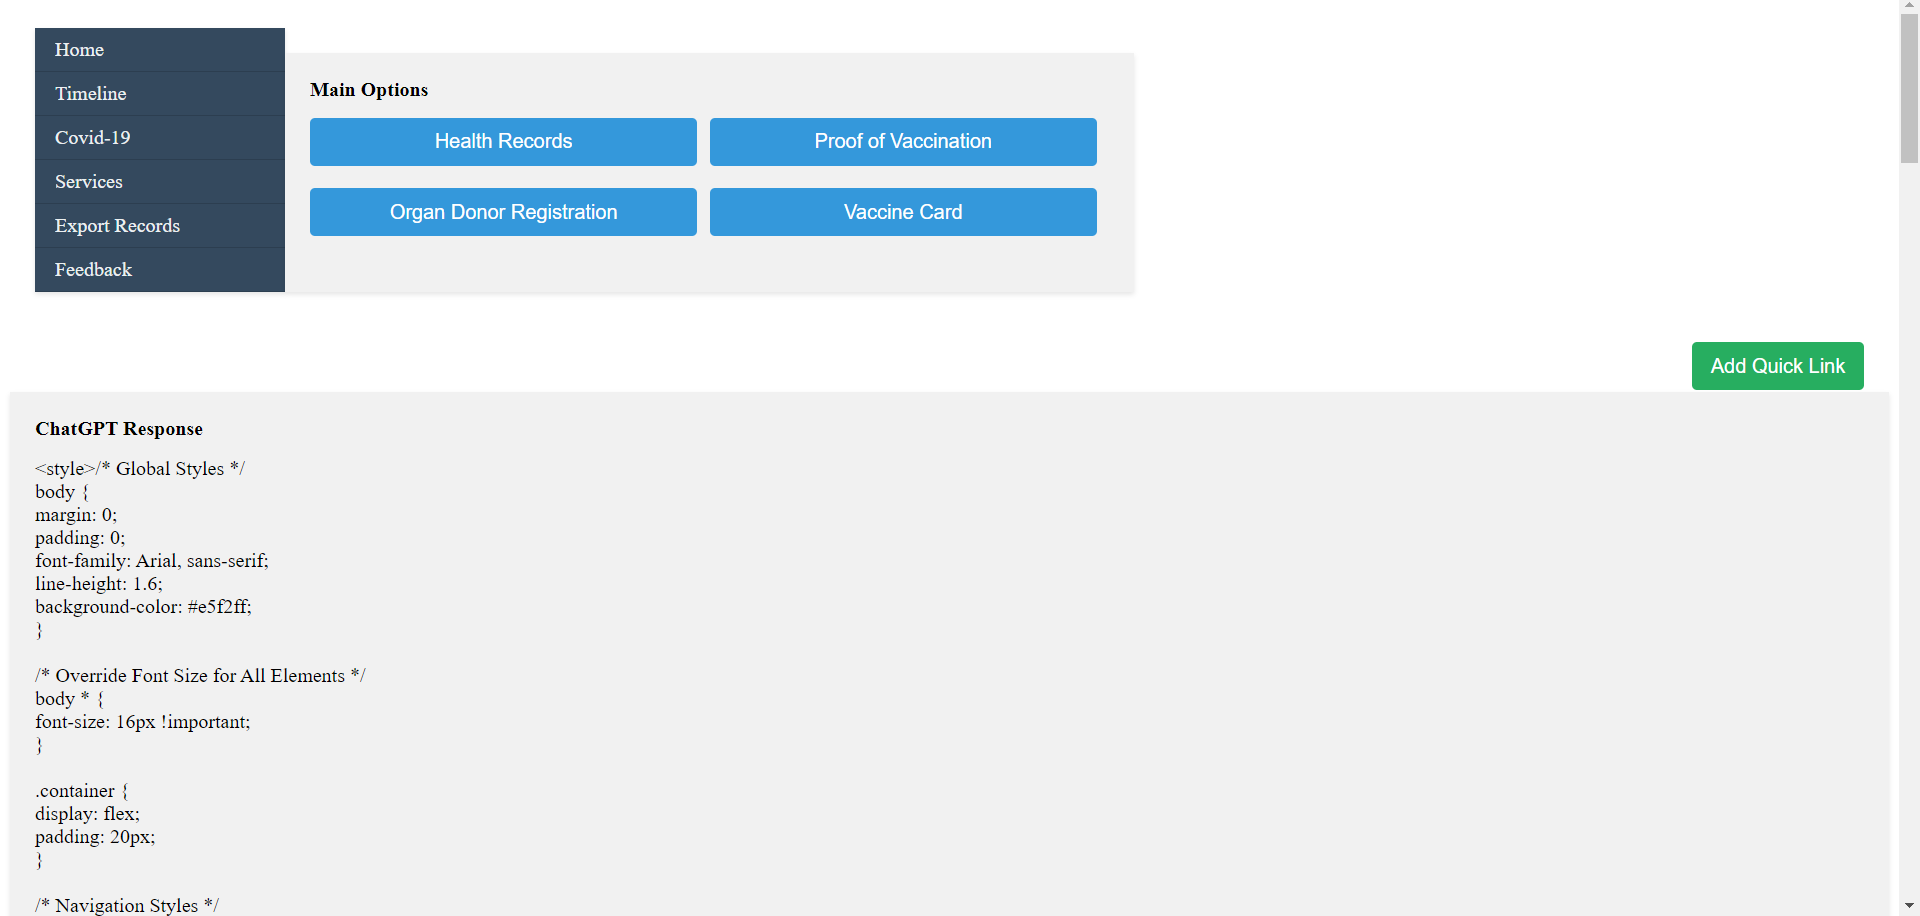 Home
Timeline
Covid-19
Services
Export Records
Feedback
Main Options
Health Records
Proof of Vaccination
Organ Donor Registration
Vaccine Card
Add Quick Link
ChatGPT Response
<style>/* Global Styles */
body {
margin: 0;
padding: 0;
font-family: Arial, sans-serif;
line-height: 1.6;
background-color: #e5f2ff;
}
/* Override Font Size for All Elements */
body * {
font-size: 16px !important;
}
.container {
display: flex;
padding: 20px;
}
/* Navigation Styles */